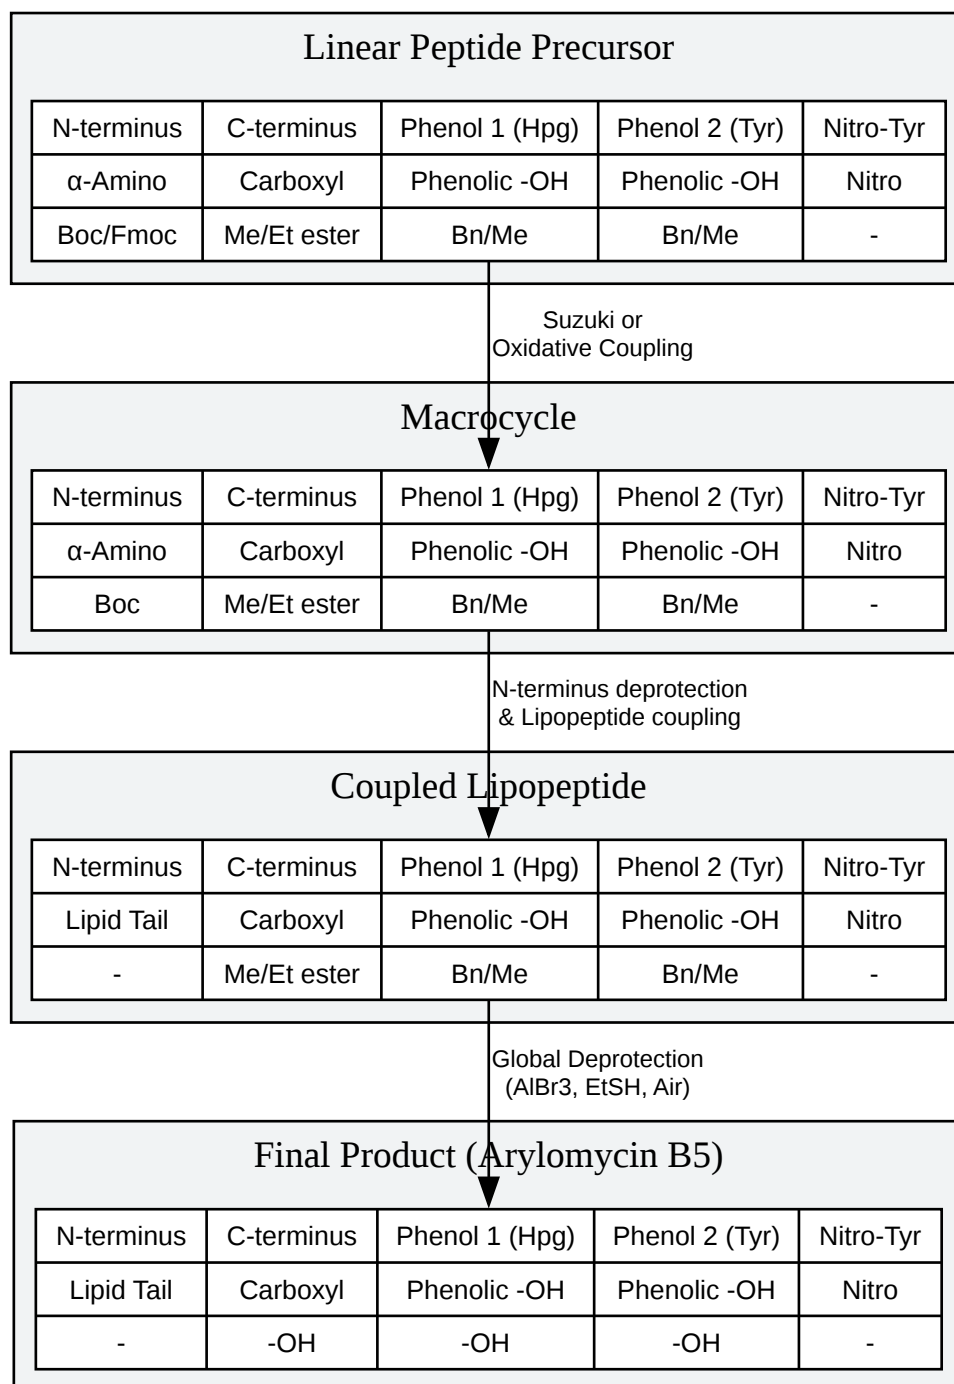 Linear Peptide Precursor
N-terminus C-terminus Phenol 1 (Hpg) Phenol 2 (Tyr) Nitro-Tyr
α-Amino Carboxyl Phenolic -OH Phenolic -OH Nitro
Boc/Fmoc Me/Et ester Bn/Me Bn/Me -
Suzuki or
Oxidative Coupling
Macrocycle
N-terminus C-terminus Phenol 1 (Hpg) Phenol 2 (Tyr) Nitro-Tyr
α-Amino Carboxyl Phenolic -OH Phenolic -OH Nitro
Boc Me/Et ester Bn/Me Bn/Me -
N-terminus deprotection
& Lipopeptide coupling
Coupled Lipopeptide
N-terminus C-terminus Phenol 1 (Hpg) Phenol 2 (Tyr) Nitro-Tyr
Lipid Tail Carboxyl Phenolic -OH Phenolic -OH Nitro
- Me/Et ester Bn/Me Bn/Me -
Global Deprotection
(AlBr3, EtSH, Air)
Final Product (Arylomycin B5)
N-terminus C-terminus Phenol 1 (Hpg) Phenol 2 (Tyr) Nitro-Tyr
Lipid Tail Carboxyl Phenolic -OH Phenolic -OH Nitro
- -OH -OH -OH -